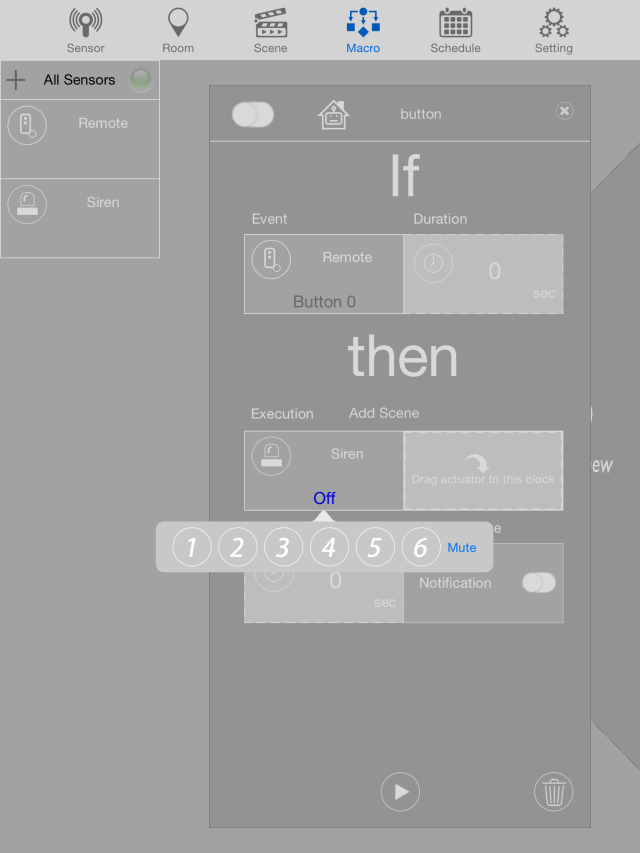 Sensor Room Scene Macro Schedule Setting
All Sensors
Remote
Siren
button
If
Event Duration
Remote
0
sec
Button 0
then
Execution Add Scene
Siren
Drag actuator to this block
Off
1 2 3 4 5 6 Mute
0
sec
Notification